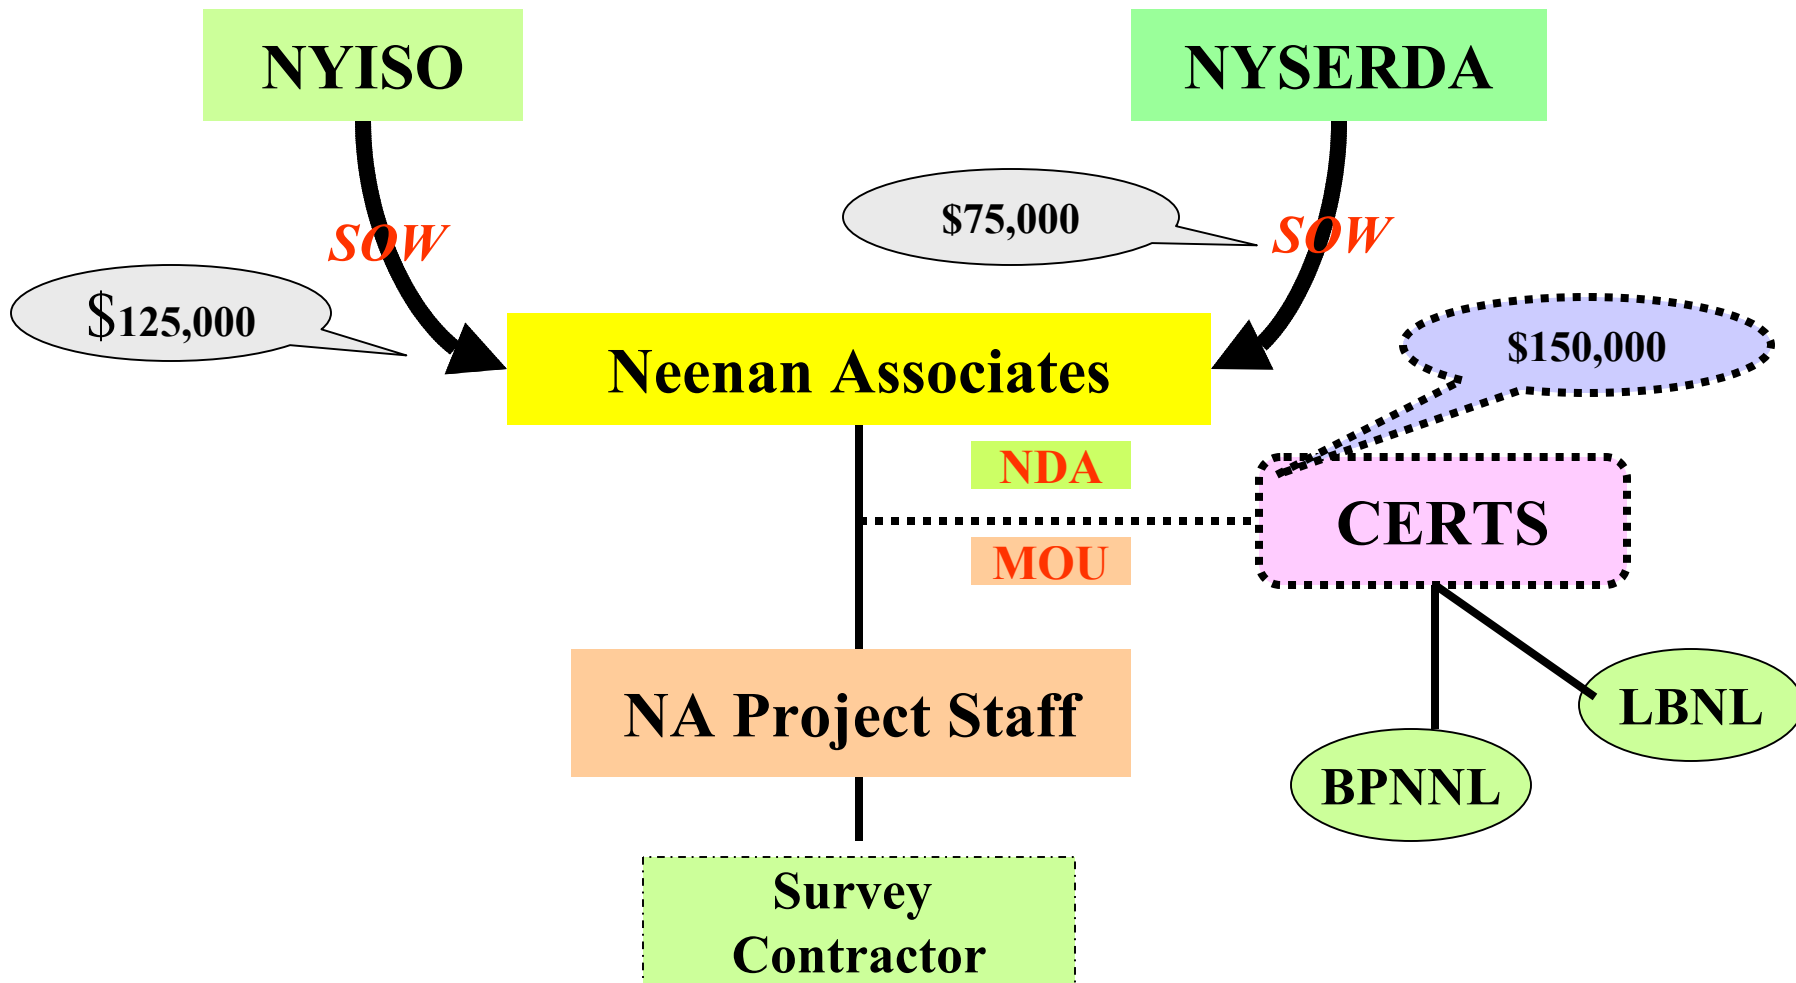 NYISO
NYSERDA
SOW
$75,000
SOW
$125,000
$150,000
Neenan Associates
NDA
CERTS
MOU
NA Project Staff
LBNL
BPNNL
Survey
Contractor